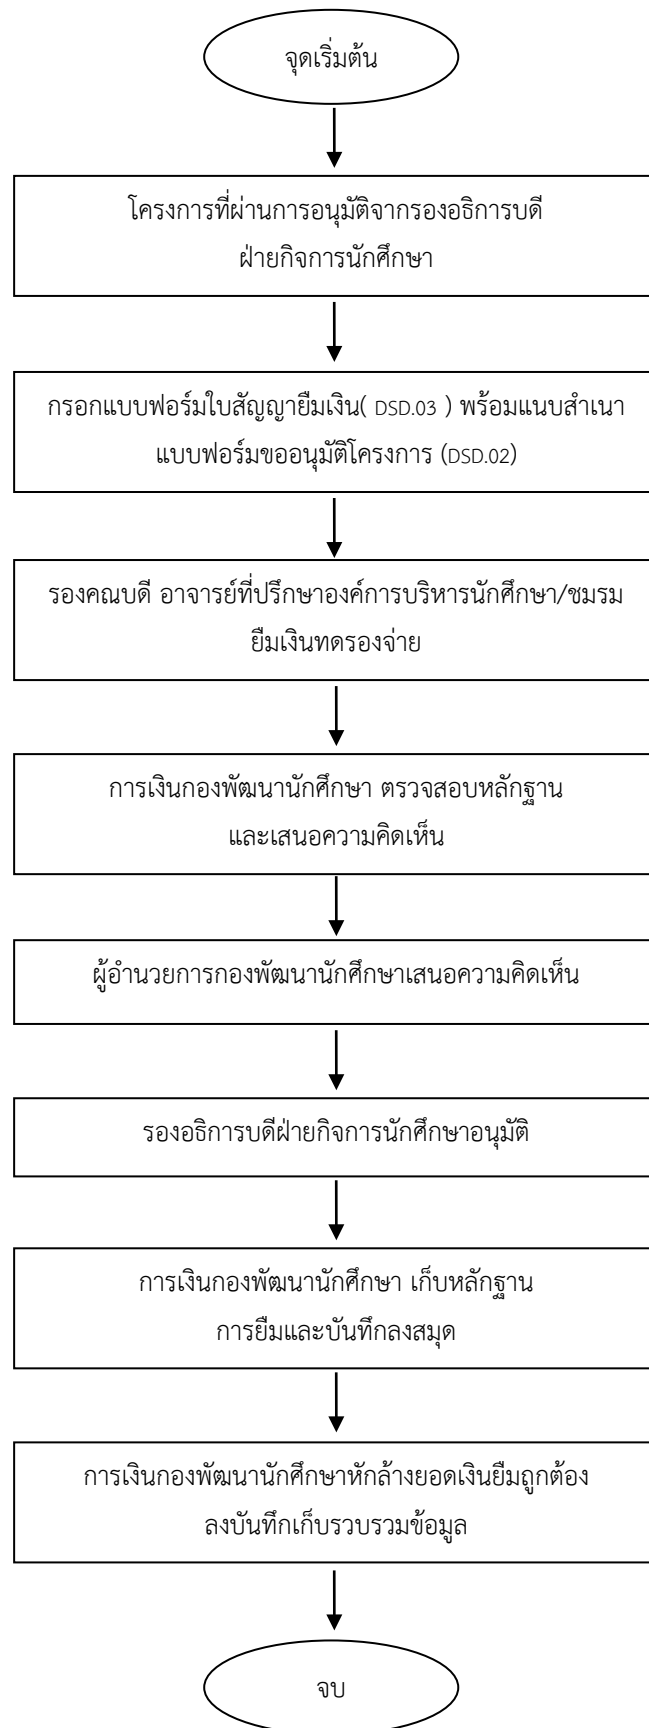 จุดเริ่มต้น
โครงการที่ผ่านการอนุมัติจากรองอธิการบดี
ฝ่ายกิจการนักศึกษา
กรอกแบบฟอร์มใบสัญญายืมเงิน( DSD.03 ) พร้อมแนบสำเนา
แบบฟอร์มขออนุมัติโครงการ (DSD.02)
รองคณบดี อาจารย์ที่ปรึกษาองค์การบริหารนักศึกษา/ชมรม
ยืมเงินทดรองจ่าย
การเงินกองพัฒนานักศึกษา ตรวจสอบหลักฐาน
และเสนอความคิดเห็น
ผู้อำนวยการกองพัฒนานักศึกษาเสนอความคิดเห็น
รองอธิการบดีฝ่ายกิจการนักศึกษาอนุมัติ
การเงินกองพัฒนานักศึกษา เก็บหลักฐาน
การยืมและบันทึกลงสมุด
การเงินกองพัฒนานักศึกษาหักล้างยอดเงินยืมถูกต้อง
ลงบันทึกเก็บรวบรวมข้อมูล
จบ